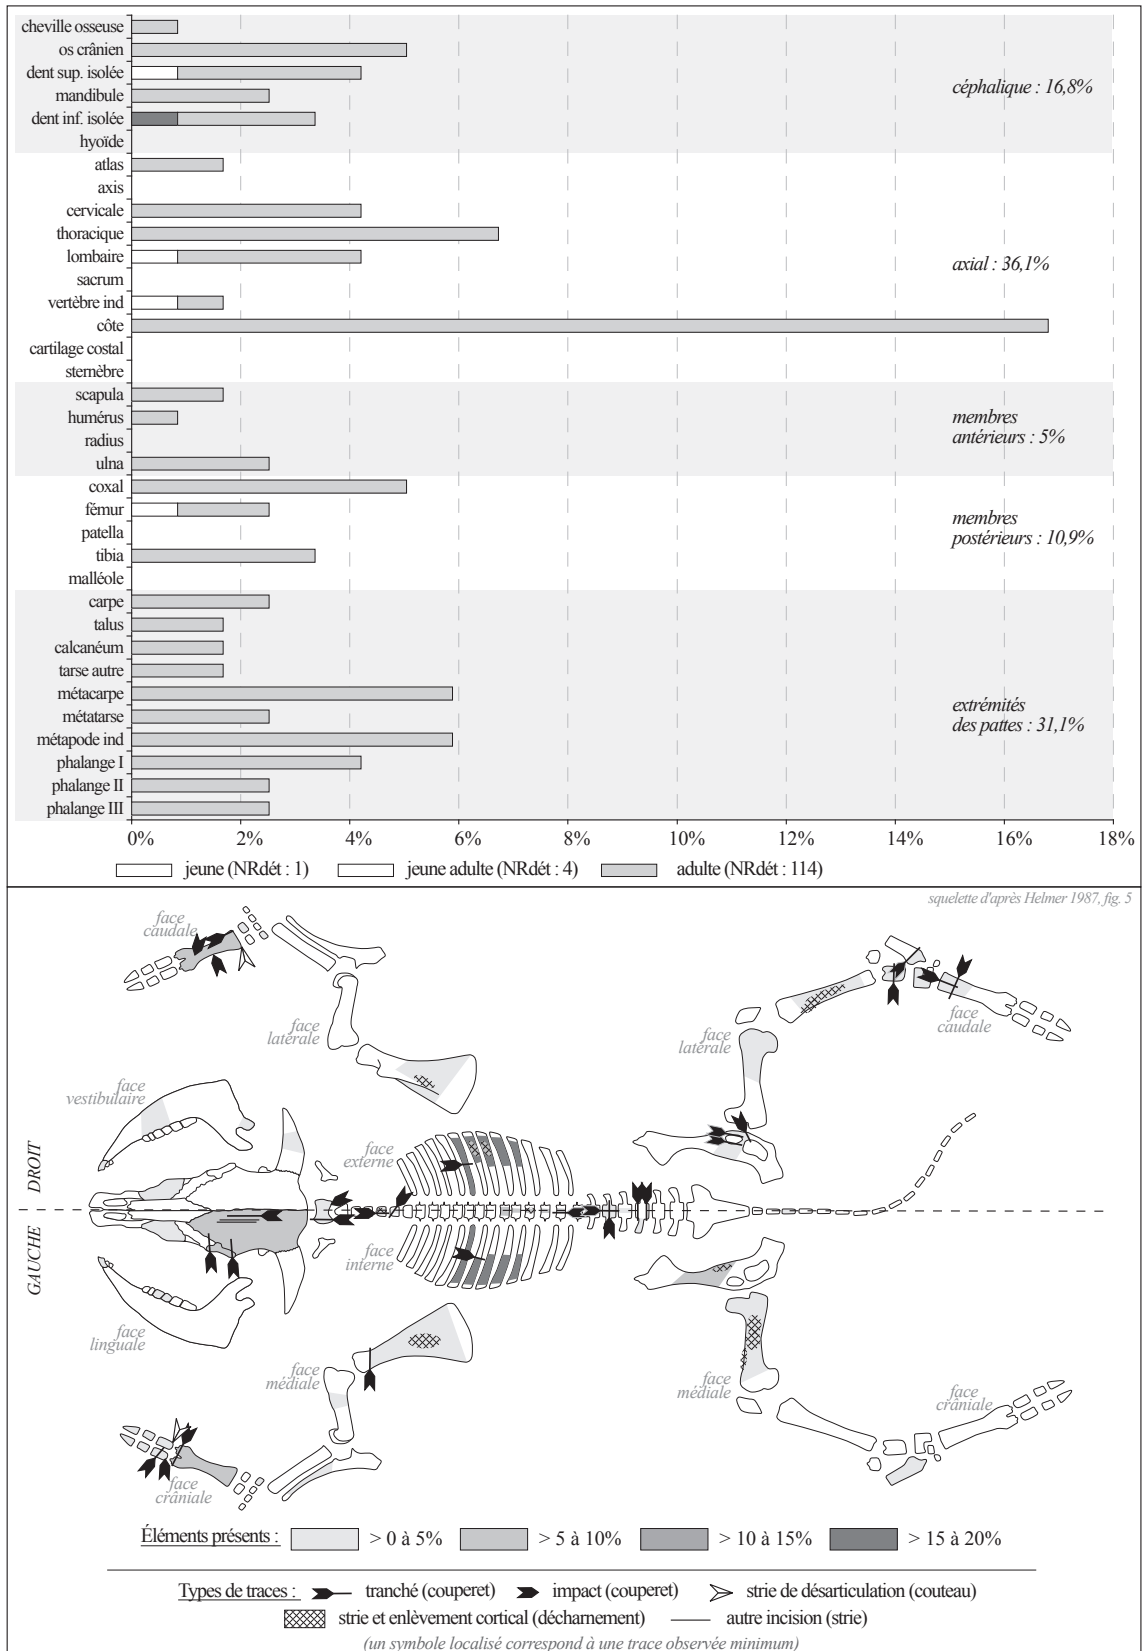 cheville osseuse
os crânien
dent sup. isolée
mandibule
dent inf. isolée
hyoïde
céphalique : 16,8%
atlas
axis
cervicale
thoracique
lombaire
sacrum
vertèbre ind
côte
cartilage costal
sternèbre
axial : 36,1%
scapula
humérus
radius
ulna
membres
antérieurs : 5%
coxal
fémur
patella
tibia
malléole
membres
postérieurs : 10,9%
carpe
talus
calcanéum
tarse autre
métacarpe
métatarse
métapode ind
phalange I
phalange II
phalange III
extrémités
des pattes : 31,1%
0% 2% 4% 6% 8% 10% 12% 14% 16% 18%
jeune (NRdét : 1) jeune adulte (NRdét : 4) adulte (NRdét : 114)
squelette d'après Helmer 1987, fig. 5
face
caudale
face
latérale
face
latérale
face
caudale
face
vestibulaire
face
externe
DROIT
GAUCHE
face
interne
face
linguale
face
médiale
face
médiale
face
crâniale
face
crâniale
Éléments présents : > 0 à 5% > 5 à 10% > 10 à 15% > 15 à 20%
Types de traces : tranché (couperet) impact (couperet) strie de désarticulation (couteau)
strie et enlèvement cortical (décharnement) autre incision (strie)
(un symbole localisé correspond à une trace observée minimum)